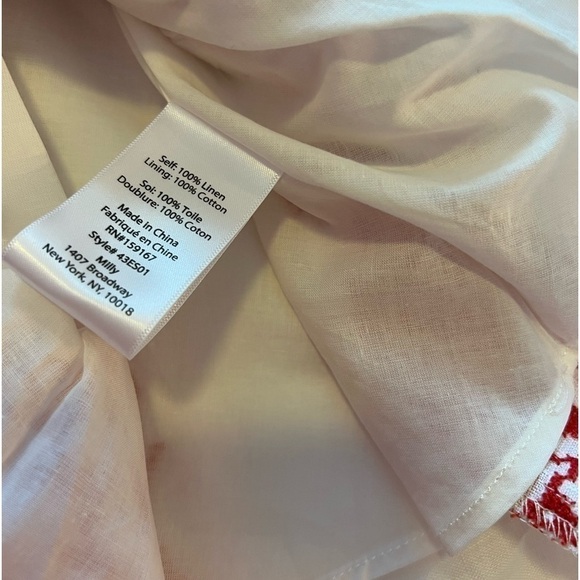 Self: 100% Linen
Lining: 100% Cotton
Soi: 100% Toile
Doublure: 100% Coton
Made in China
Fabriqué en Chine
RN#159167
Style# 43ES01
Milly
1407 Broadway
New York, NY, 10018